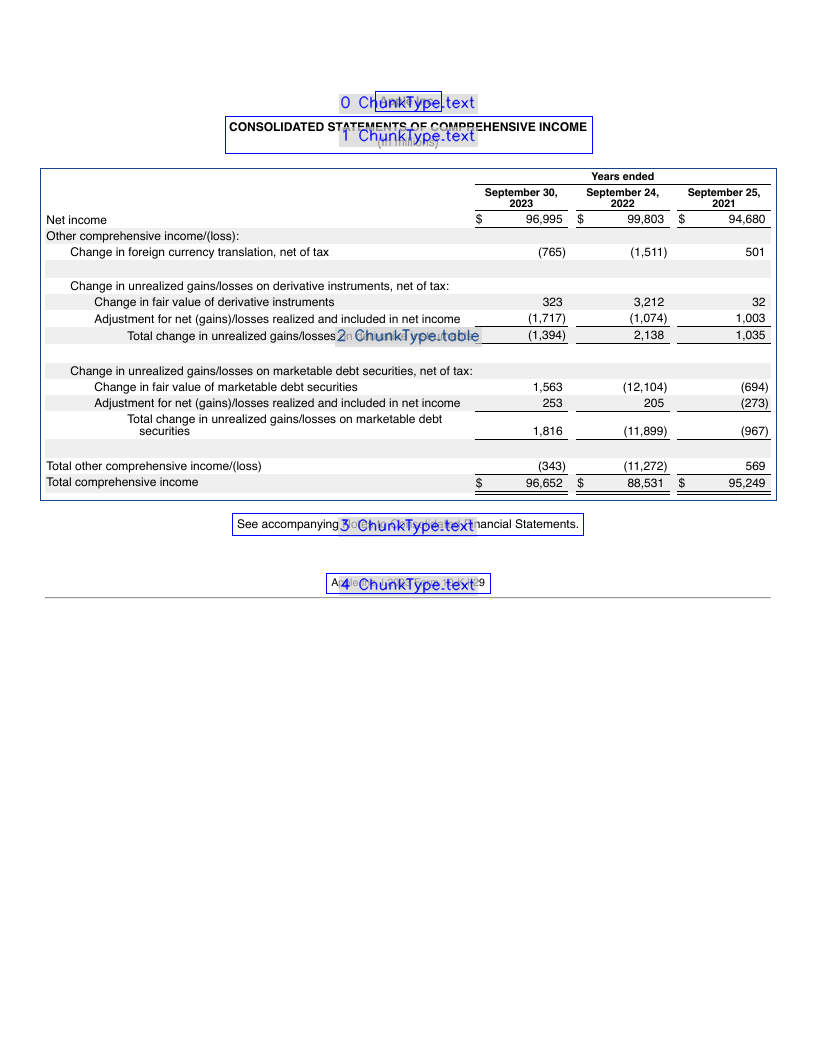 0 ChunkType.text
CONSOLIDATED STATEMENTS OF COMPREHENSIVE INCOME
1 ChunkType.text
(In millions)
Years ended
September 30, 2023 September 24, 2022 September 25, 2021
Net income $ 96,995 $ 99,803 $ 94,680
Other comprehensive income/(loss):
Change in foreign currency translation, net of tax (765) (1,511) 501
Change in unrealized gains/losses on derivative instruments, net of tax:
Change in fair value of derivative instruments 323 3,212 32
Adjustment for net (gains)/losses realized and included in net income (1,717) (1,074) 1,003
Total change in unrealized gains/losses 2 ChunkType.table (1,394) 2,138 1,035
Change in unrealized gains/losses on marketable debt securities, net of tax:
Change in fair value of marketable debt securities 1,563 (12,104) (694)
Adjustment for net (gains)/losses realized and included in net income 253 205 (273)
Total change in unrealized gains/losses on marketable debt
securities 1,816 (11,899) (967)
Total other comprehensive income/(loss) (343) (11,272) 569
Total comprehensive income $ 96,652 $ 88,531 $ 95,249
See accompanying 3 ChunkType.text Financial Statements.
4 ChunkType.text